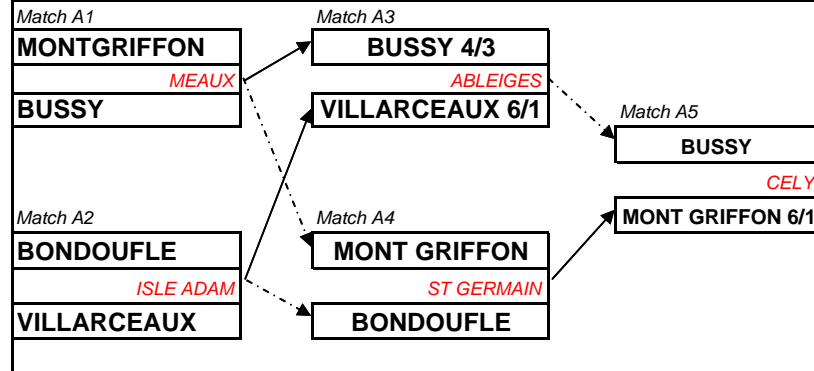 Match A1
MONTGRIFFON
MEAUX
BUSSY
Match A2
BONDOUFLE
ISLE ADAM
VILLARCEAUX
Match A3
BUSSY 4/3
ABLEIGES
VILLARCEAUX 6/1
Match A4
MONT GRIFFON
ST GERMAIN
BONDOUFLE
Match A5
BUSSY
CELY
MONT GRIFFON 6/1